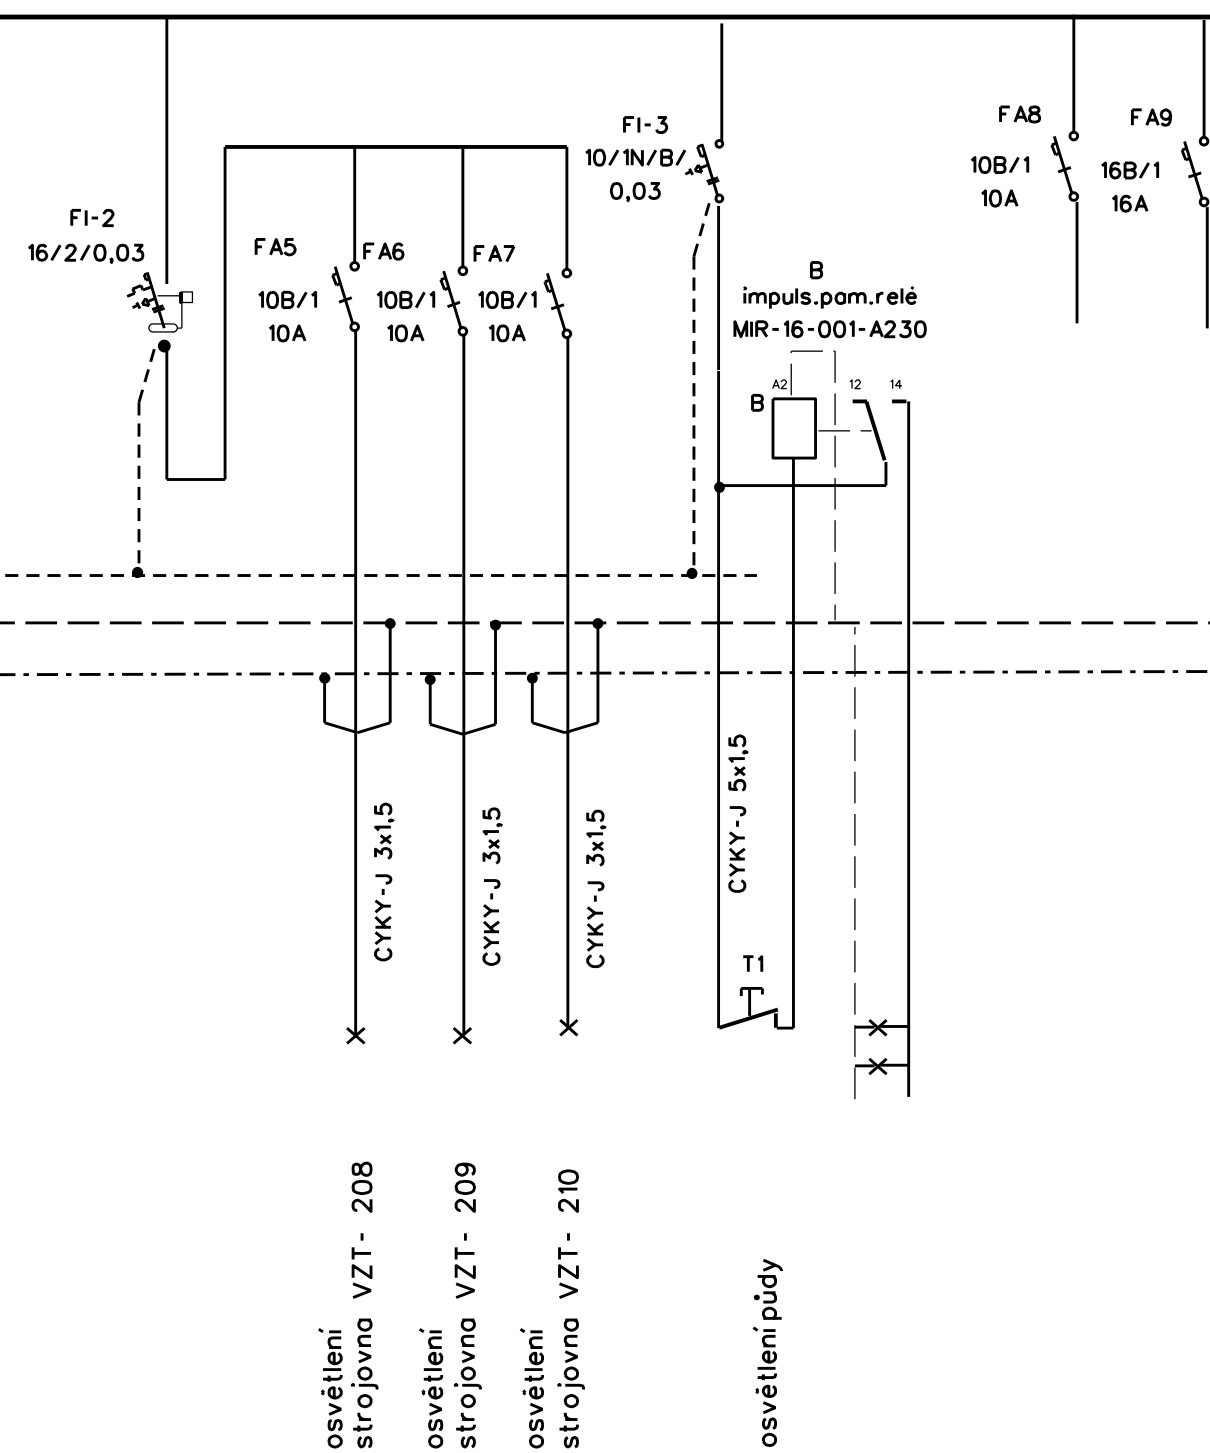 FI-2
16/2/0,03
FA5
10B/1
10A
FA6
10B/1
10A
FA7
10B/1
10A
FI-3
10/1N/B/
0,03
B
impuls.pam.relé
MIR-16-001-A230
A2
12
14
B
FA8
10B/1
10A
FA9
16B/1
16A
CYKY-J 3x1,5
CYKY-J 3x1,5
CYKY-J 3x1,5
CYKY-J 5x1,5
T1
osvětlení
strojovna VZT- 208
osvětlení
strojovna VZT- 209
osvětlení
strojovna VZT- 210
osvětlení půdy